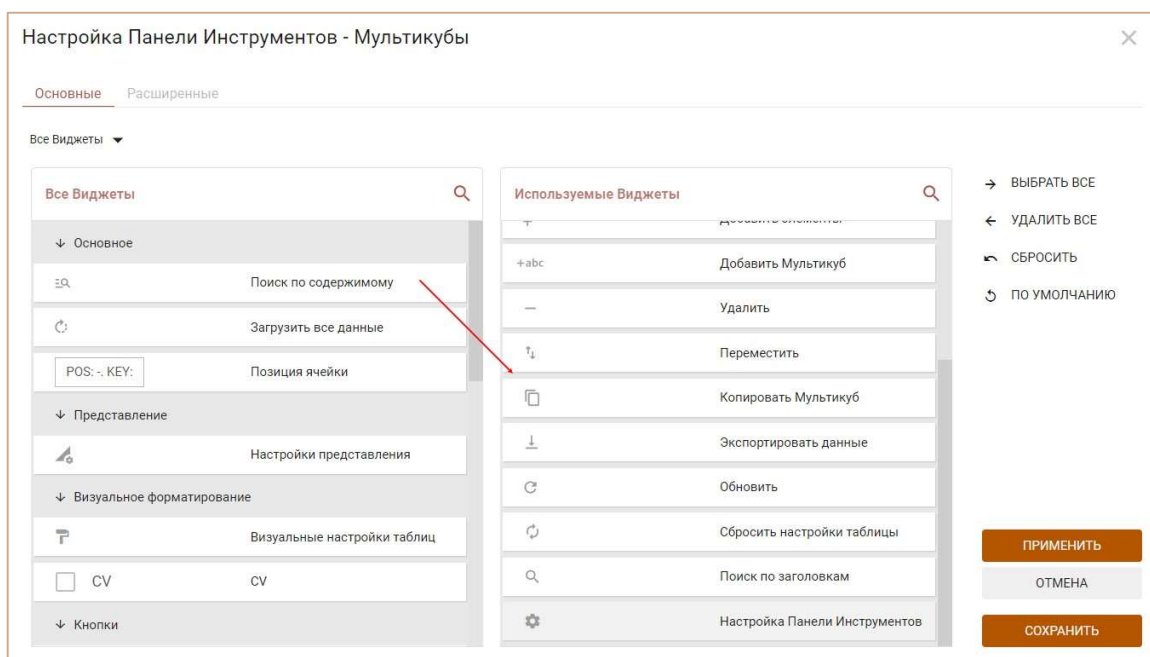 Настройка Панели Инструментов - Мультикубы
Основные Расширенные
Все Виджеты
Все Виджеты
Основное
Поиск по содержимому
Загрузить все данные
POS: -. KEY: Позиция ячейки
Представление
Настройки представления
Визуальное форматирование
Визуальные настройки таблиц
CV CV
Кнопки
Используемые Виджеты
+abc Добавить Мультикуб
Удалить
Переместить
Копировать Мультикуб
Экспортировать данные
Обновить
Сбросить настройки таблицы
Поиск по заголовкам
Настройка Панели Инструментов
ВЫБРАТЬ ВСЕ
УДАЛИТЬ ВСЕ
СБРОСИТЬ
ПО УМОЛЧАНИЮ
ПРИМЕНИТЬ
ОТМЕНА
СОХРАНИТЬ